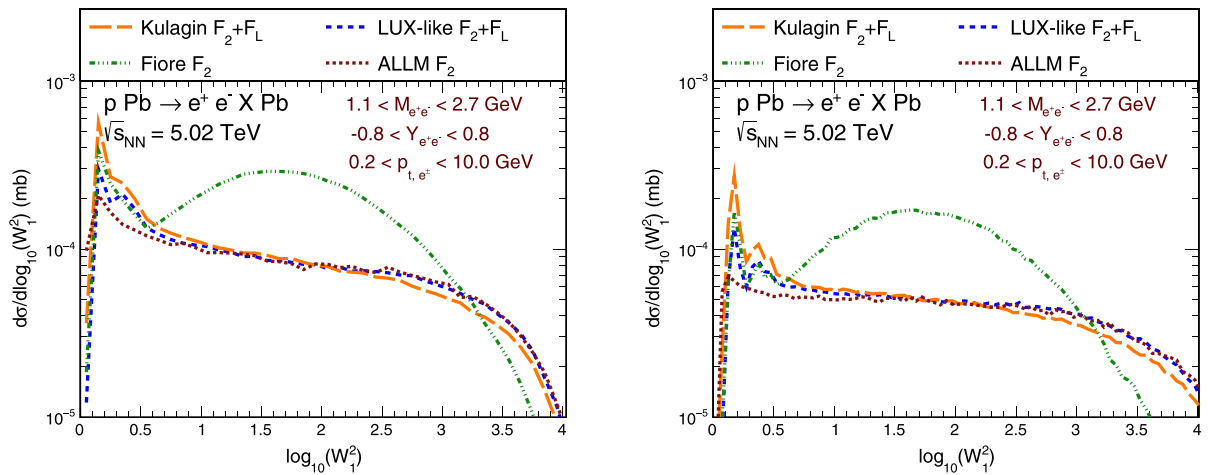 Kulagin F2+FL
LUX-like F2+FL
Fiore F2
ALLM F2
10−3
p Pb → e+ e- X Pb
√sNN = 5.02 TeV
1.1 < Me+e- < 2.7 GeV
-0.8 < Ye+e- < 0.8
0.2 < pt, e± < 10.0 GeV
dσ/dlog10(W21) (mb)
10−4
10−5
0 0.5 1 1.5 2 2.5 3 3.5 4
log10(W21)
Kulagin F2+FL
LUX-like F2+FL
Fiore F2
ALLM F2
10−3
p Pb → e+ e- X Pb
√sNN = 5.02 TeV
1.1 < Me+e- < 2.7 GeV
-0.8 < Ye+e- < 0.8
0.2 < pt, e± < 10.0 GeV
dσ/dlog10(W21) (mb)
10−4
10−5
0 0.5 1 1.5 2 2.5 3 3.5 4
log10(W21)